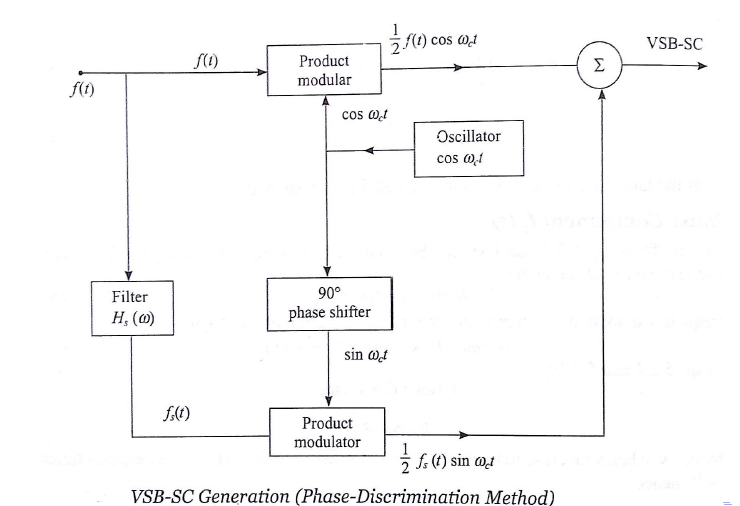 f(t)
f(t)
Product
modular
1/2 f(t) cos ω_c t
Σ
VSB-SC
cos ω_c t
Oscillator
cos ω_c t
Filter
H_s (ω)
90°
phase shifter
sin ω_c t
f_s(t)
Product
modulator
1/2 f_s (t) sin ω_c t
VSB-SC Generation (Phase-Discrimination Method)